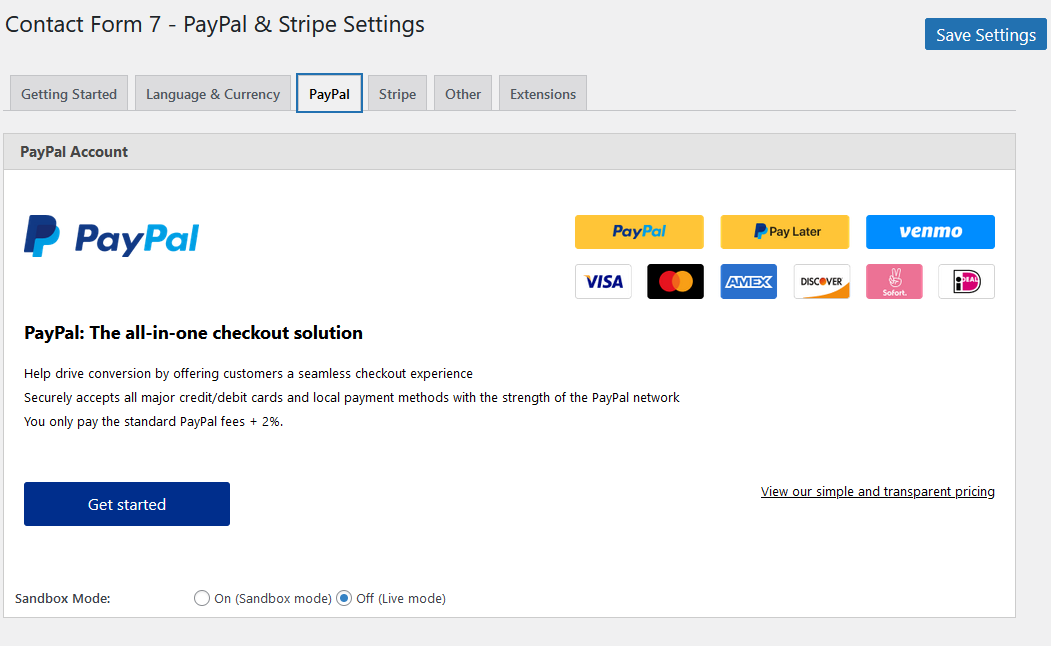 Contact Form 7 - PayPal & Stripe Settings
Save Settings
Getting Started
Language & Currency
PayPal
Stripe
Other
Extensions
PayPal Account
PayPal
PayPal
Pay Later
venmo
VISA
AMEX
DISCOVER
Sofort.
iDEAL
PayPal: The all-in-one checkout solution
Help drive conversion by offering customers a seamless checkout experience
Securely accepts all major credit/debit cards and local payment methods with the strength of the PayPal network
You only pay the standard PayPal fees + 2%.
Get started
View our simple and transparent pricing
Sandbox Mode:
On (Sandbox mode)
Off (Live mode)